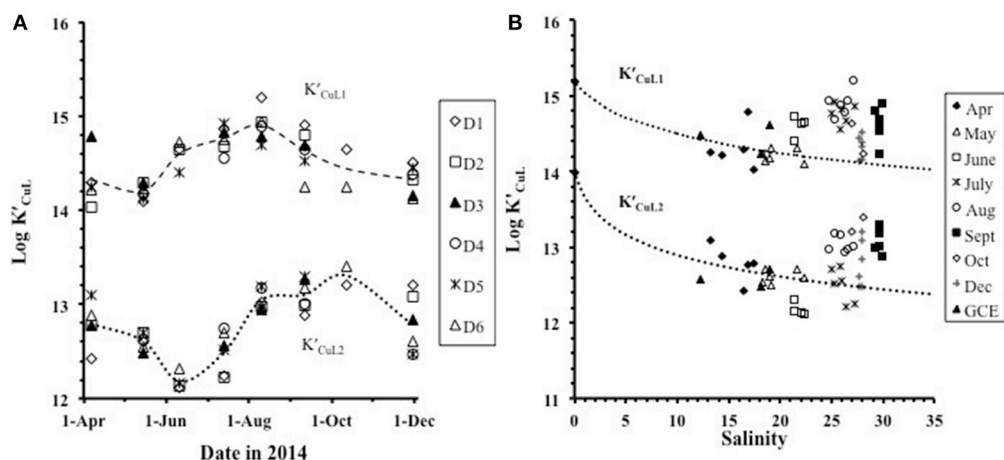 A
16
15
14
13
12
Log K′CuL
K′CuL1
K′CuL2
1-Apr
1-Jun
1-Aug
1-Oct
1-Dec
Date in 2014
D1
D2
D3
D4
D5
D6
B
16
15
14
13
12
11
Log K′CuL
K′CuL1
K′CuL2
0
5
10
15
20
25
30
35
Salinity
Apr
May
June
July
Aug
Sept
Oct
Dec
GCE